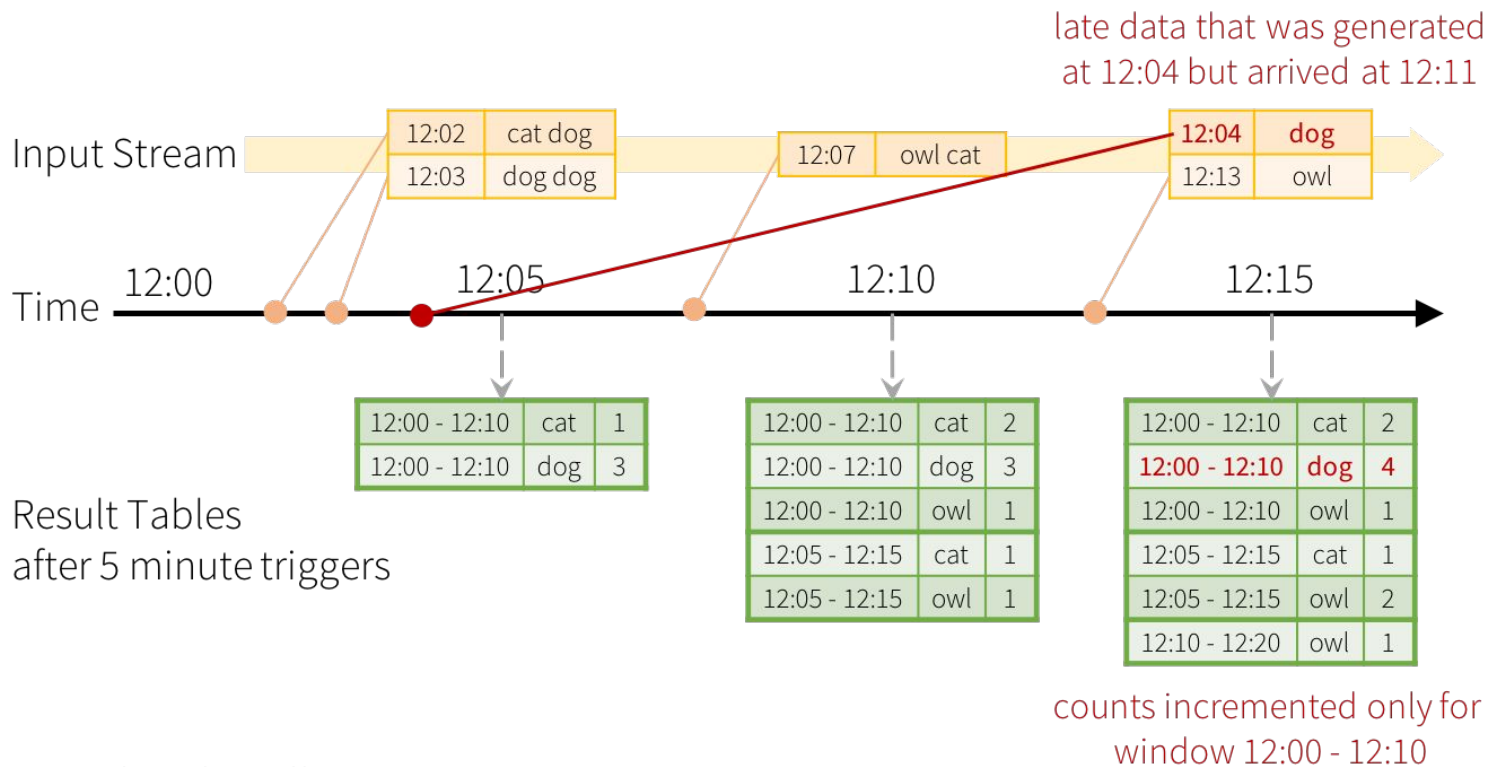 late data that was generated
at 12:04 but arrived at 12:11
Input Stream
12:02 cat dog
12:03 dog dog
12:07 owl cat
12:04 dog
12:13 owl
Time
12:00
12:05
12:10
12:15
Result Tables
after 5 minute triggers
12:00 - 12:10 cat 1
12:00 - 12:10 dog 3
12:00 - 12:10 cat 2
12:00 - 12:10 dog 3
12:00 - 12:10 owl 1
12:05 - 12:15 cat 1
12:05 - 12:15 owl 1
12:00 - 12:10 cat 2
12:00 - 12:10 dog 4
12:00 - 12:10 owl 1
12:05 - 12:15 cat 1
12:05 - 12:15 owl 2
12:10 - 12:20 owl 1
counts incremented only for
window 12:00 - 12:10